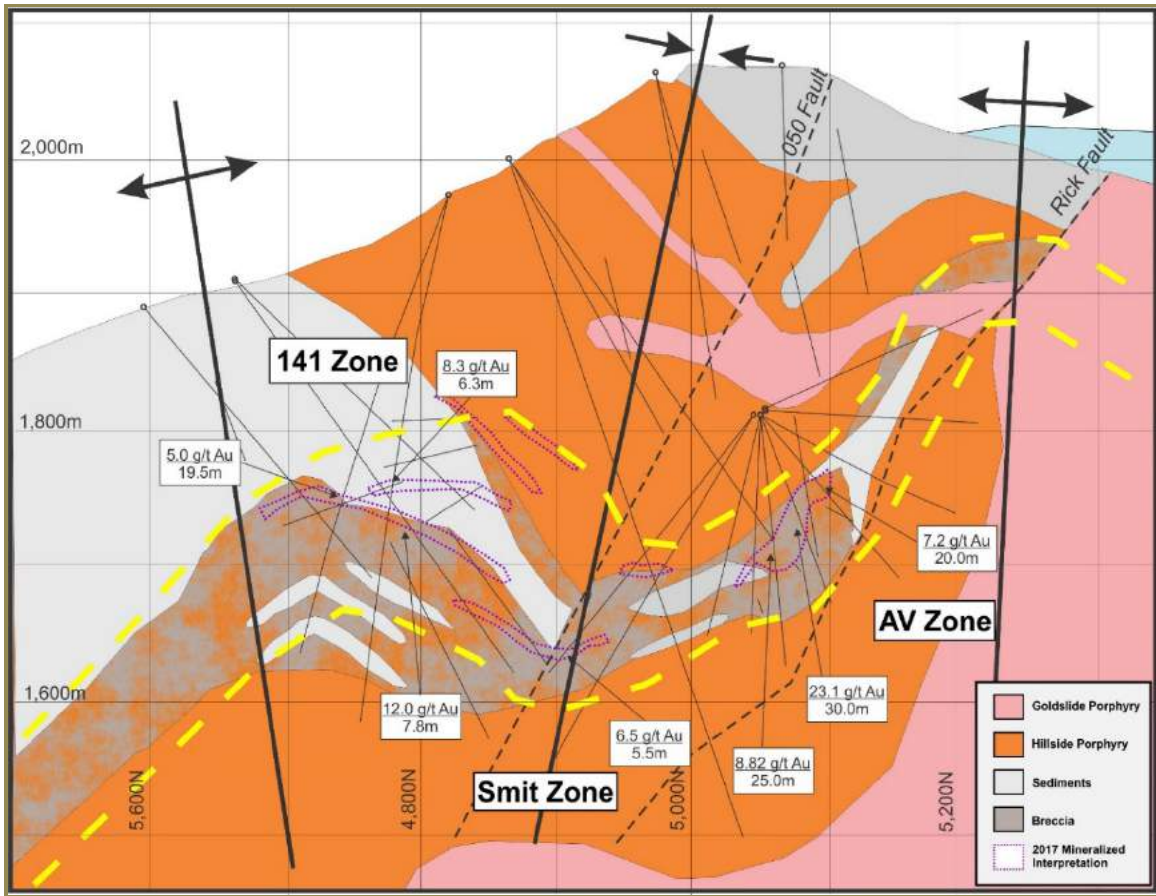 050 Fault
2,000m
Rick Fault
141 Zone
8.3 g/t Au
6.3m
1,800m
5.0 g/t Au
19.5m
7.2 g/t Au
20.0m
AV Zone
1,600m
12.0 g/t Au
7.8m
6.5 g/t Au
5.5m
23.1 g/t Au
30.0m
8.82 g/t Au
25.0m
Smit Zone
5,600N
4,800N
5,000N
5,200N
Goldslide Porphyry
Hillside Porphyry
Sediments
Breccia
2017 Mineralized
Interpretation